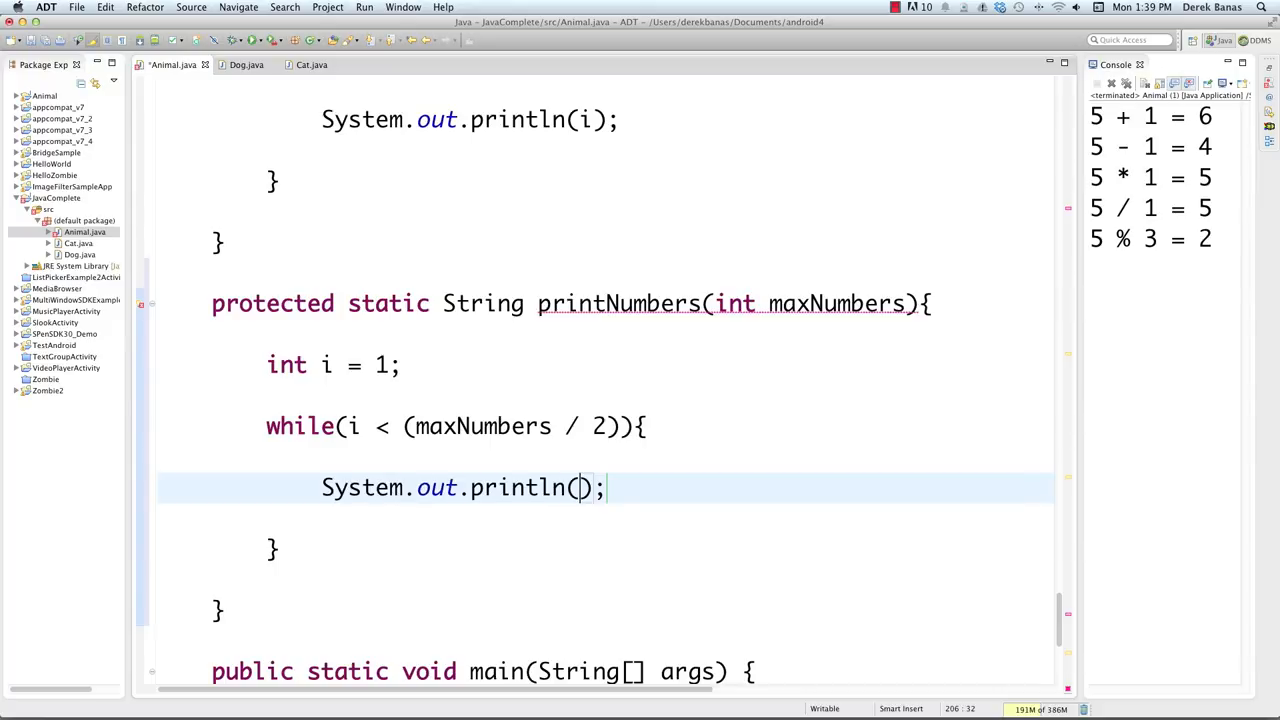 ADT File Edit Refactor Source Navigate Search Project Run Window Help
10 Mon 1:39 PM Derek Banas
Java – JavaComplete/src/Animal.java – ADT – /Users/derekbanas/Documents/android4
Quick Access Java DDMS
Package Exp
*Animal.java Dog.java Cat.java
Console
<terminated> Animal (1) [Java Application] /S
Animal
appcompat_v7
appcompat_v7_2
appcompat_v7_3
appcompat_v7_4
BridgeSample
HelloWorld
HelloZombie
ImageFilterSampleApp
JavaComplete
src
(default package)
Animal.java
Cat.java
Dog.java
JRE System Library [Ja
ListPickerExample2Activi
MediaBrowser
MultiWindowSDKExample
MusicPlayerActivity
SlookActivity
SPenSDK30_Demo
TestAndroid
TextGroupActivity
VideoPlayerActivity
Zombie
Zombie2
System.out.println(i);
}
}
protected static String printNumbers(int maxNumbers){
int i = 1;
while(i < (maxNumbers / 2)){
System.out.println();
}
}
public static void main(String[] args) {
5 + 1 = 6
5 - 1 = 4
5 * 1 = 5
5 / 1 = 5
5 % 3 = 2
Writable Smart Insert 206 : 32 191M of 386M